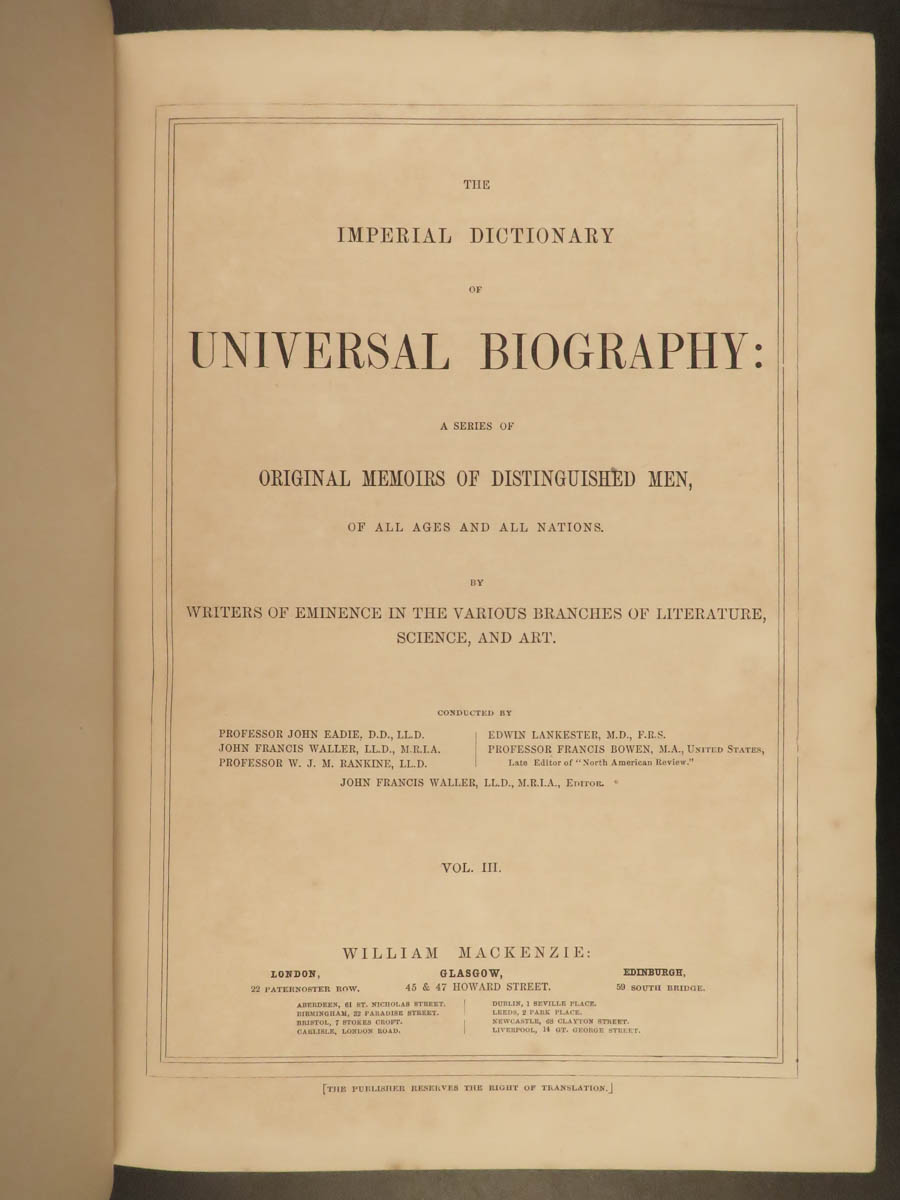 THE
IMPERIAL DICTIONARY
OF
UNIVERSAL BIOGRAPHY:
A SERIES OF
ORIGINAL MEMOIRS OF DISTINGUISHED MEN,
OF ALL AGES AND ALL NATIONS.
BY
WRITERS OF EMINENCE IN THE VARIOUS BRANCHES OF LITERATURE,
SCIENCE, AND ART.
CONDUCTED BY
PROFESSOR JOHN EADIE, D.D., LL.D.
JOHN FRANCIS WALLER, LL.D., M.R.I.A.
PROFESSOR W. J. M. RANKINE, LL.D.
EDWIN LANKESTER, M.D., F.R.S.
PROFESSOR FRANCIS BOWEN, M.A., UNITED STATES,
Late Editor of "North American Review."
JOHN FRANCIS WALLER, LL.D., M.R.I.A., EDITOR.
VOL. III.
WILLIAM MACKENZIE:
LONDON, GLASGOW, EDINBURGH,
22 PATERNOSTER ROW. 45 & 47 HOWARD STREET. 59 SOUTH BRIDGE.
ABERDEEN, 61 ST. NICHOLAS STREET.
BIRMINGHAM, 22 PARADISE STREET.
BRISTOL, 7 STOKES CROFT.
CARLISLE, LONDON ROAD.
DUBLIN, 1 SEVILLE PLACE.
LEEDS, 2 PARK PLACE.
NEWCASTLE, 68 CLAYTON STREET.
LIVERPOOL, 14 GT. GEORGE STREET.
[THE PUBLISHER RESERVES THE RIGHT OF TRANSLATION.]